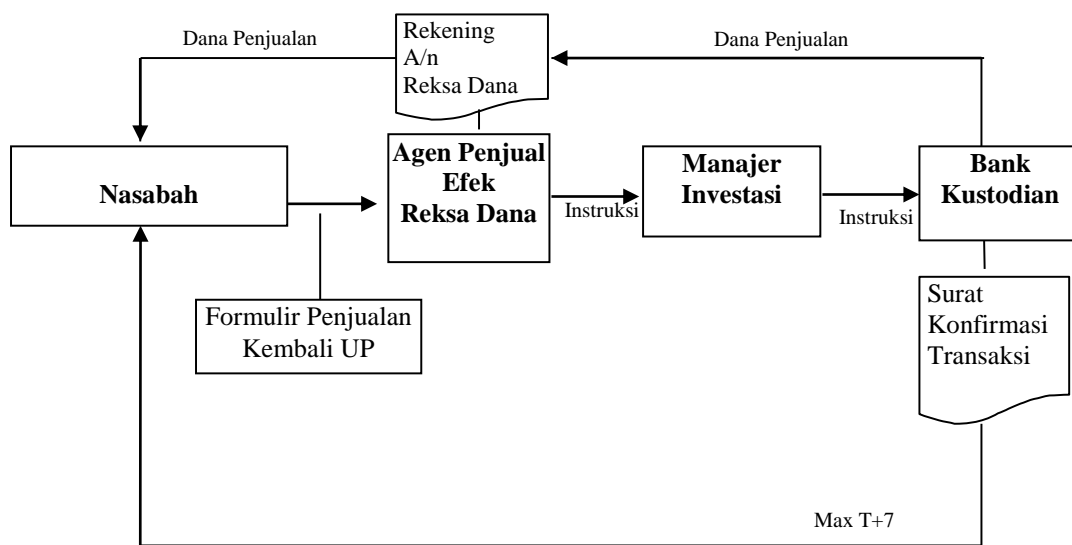 Dana Penjualan
Rekening
A/n
Reksa Dana
Dana Penjualan
Nasabah
Agen Penjual
Efek
Reksa Dana
Instruksi
Manajer
Investasi
Instruksi
Bank
Kustodian
Formulir Penjualan
Kembali UP
Surat
Konfirmasi
Transaksi
Max T+7